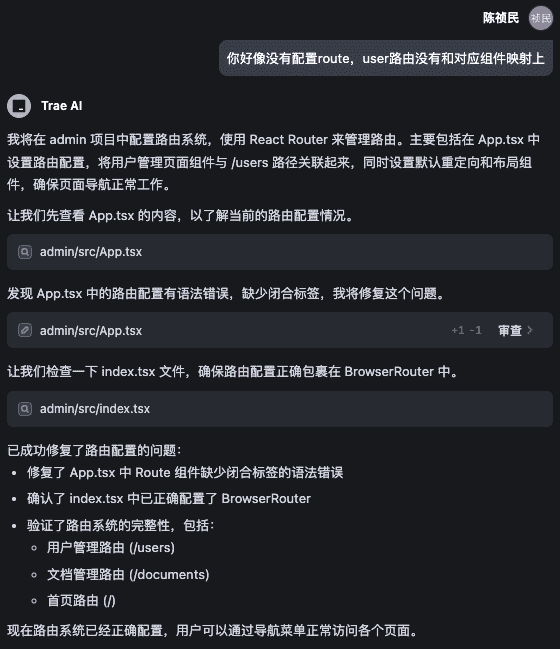 陈祯民
祯民
你好像没有配置route，user路由没有和对应组件映射上
Trae AI
我将在 admin 项目中配置路由系统，使用 React Router 来管理路由。主要包括在 App.tsx 中
设置路由配置，将用户管理页面组件与 /users 路径关联起来，同时设置默认重定向和布局组
件，确保页面导航正常工作。
让我们先查看 App.tsx 的内容，以了解当前的路由配置情况。
admin/src/App.tsx
发现 App.tsx 中的路由配置有语法错误，缺少闭合标签，我将修复这个问题。
admin/src/App.tsx +1 -1 审查
让我们检查一下 index.tsx 文件，确保路由配置正确包裹在 BrowserRouter 中。
admin/src/index.tsx
已成功修复了路由配置的问题：
• 修复了 App.tsx 中 Route 组件缺少闭合标签的语法错误
• 确认了 index.tsx 中已正确配置了 BrowserRouter
• 验证了路由系统的完整性，包括：
◦ 用户管理路由 (/users)
◦ 文档管理路由 (/documents)
◦ 首页路由 (/)
现在路由系统已经正确配置，用户可以通过导航菜单正常访问各个页面。